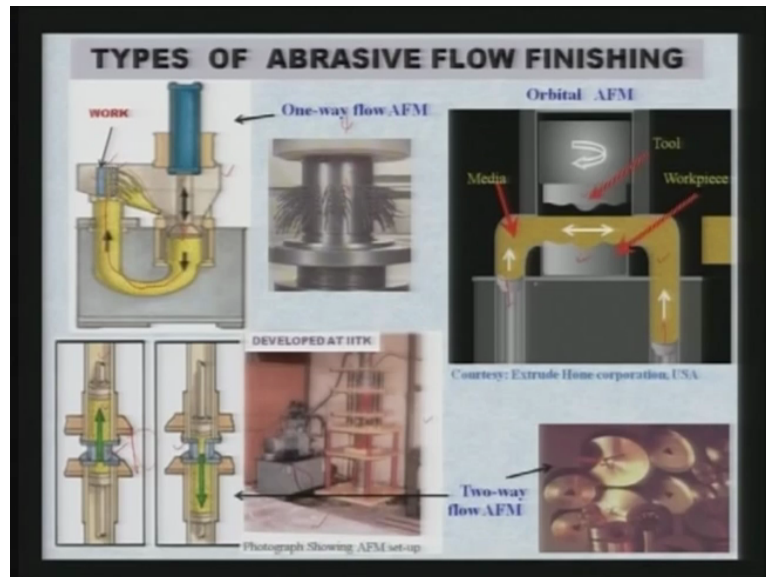 TYPES OF ABRASIVE FLOW FINISHING
WORK
One-way flow AFM
Orbital AFM
Tool
Media
Workpiece
DEVELOPED AT IITK
Courtesy: Extrude Hone corporation, USA
Two-way
flow AFM
Photograph Showing AFM set-up